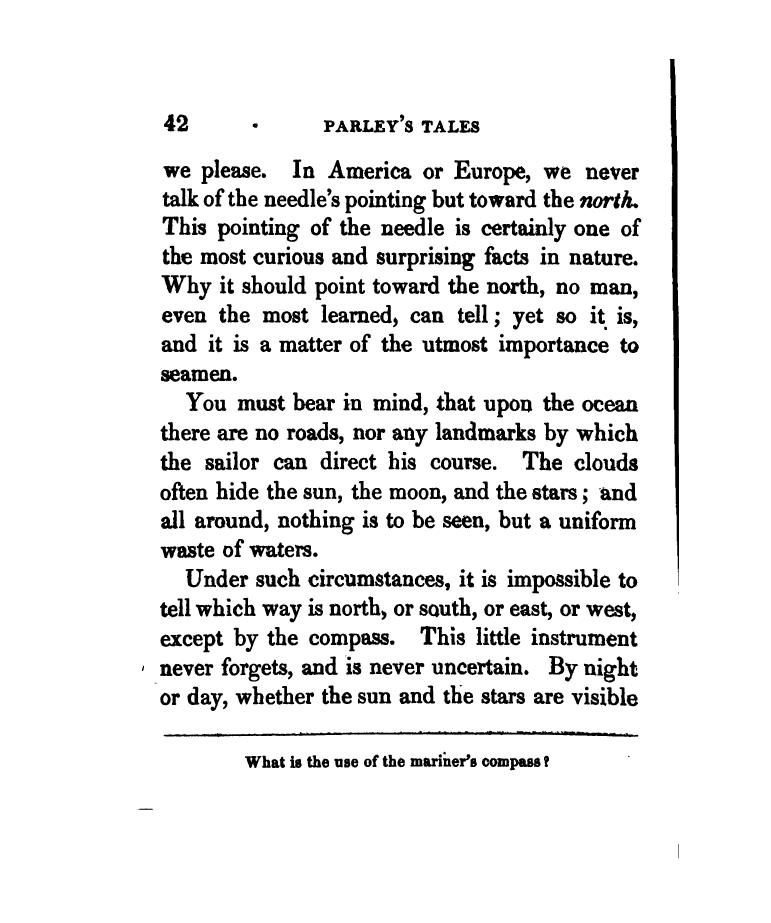 42 PARLEY'S TALES
we please. In America or Europe, we never
talk of the needle's pointing but toward the north.
This pointing of the needle is certainly one of
the most curious and surprising facts in nature.
Why it should point toward the north, no man,
even the most learned, can tell; yet so it is,
and it is a matter of the utmost importance to
seamen.
You must bear in mind, that upon the ocean
there are no roads, nor any landmarks by which
the sailor can direct his course. The clouds
often hide the sun, the moon, and the stars; and
all around, nothing is to be seen, but a uniform
waste of waters.
Under such circumstances, it is impossible to
tell which way is north, or south, or east, or west,
except by the compass. This little instrument
never forgets, and is never uncertain. By night
or day, whether the sun and the stars are visible
What is the use of the mariner's compass?